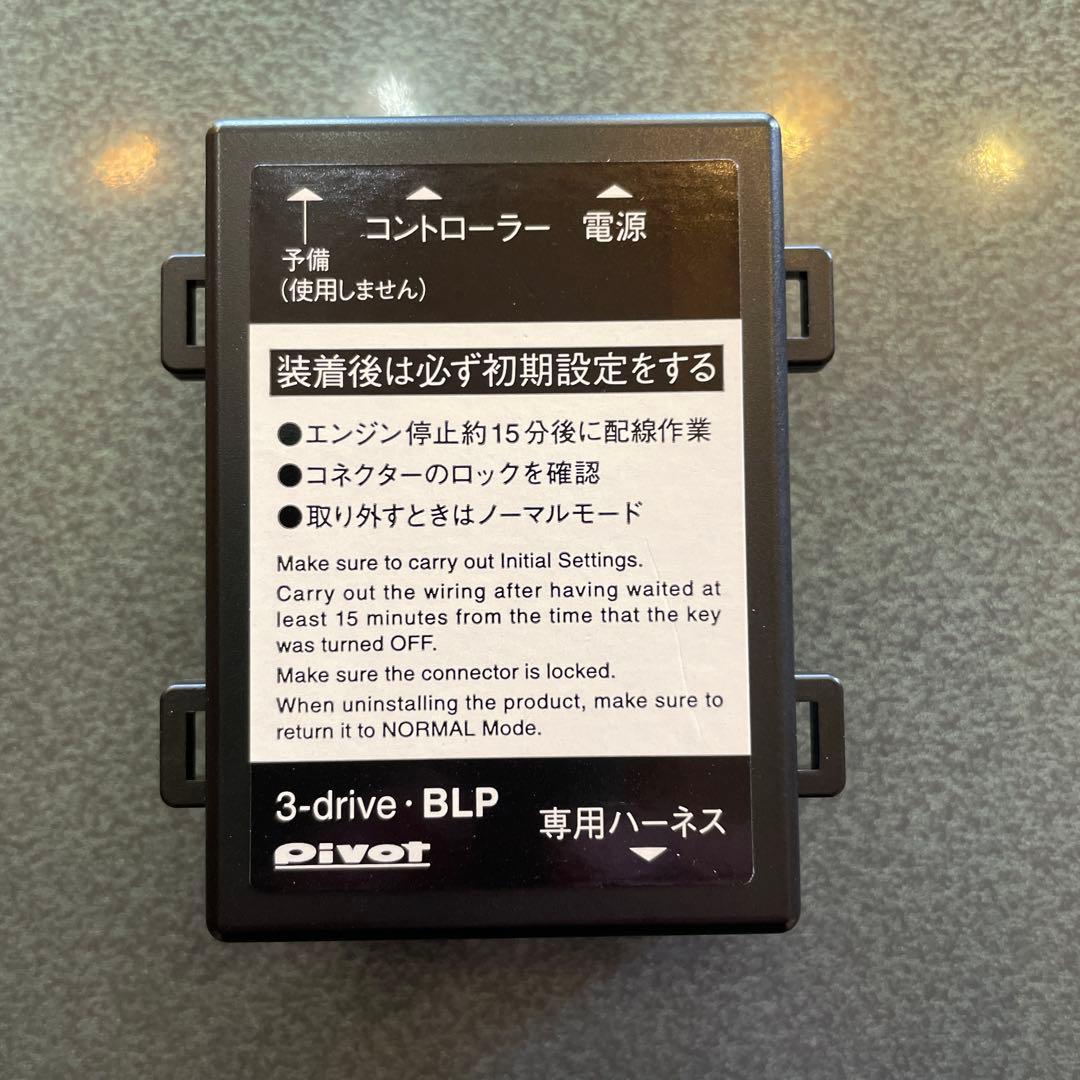 コントローラー
電源
予備
(使用しません)
装着後は必ず初期設定をする
●エンジン停止約15分後に配線作業
●コネクターのロックを確認
●取り外すときはノーマルモード
Make sure to carry out Initial Settings.
Carry out the wiring after having waited at
least 15 minutes from the time that the key
was turned OFF.
Make sure the connector is locked.
When uninstalling the product, make sure to
return it to NORMAL Mode.
3-drive・BLP
専用ハーネス
Pivot